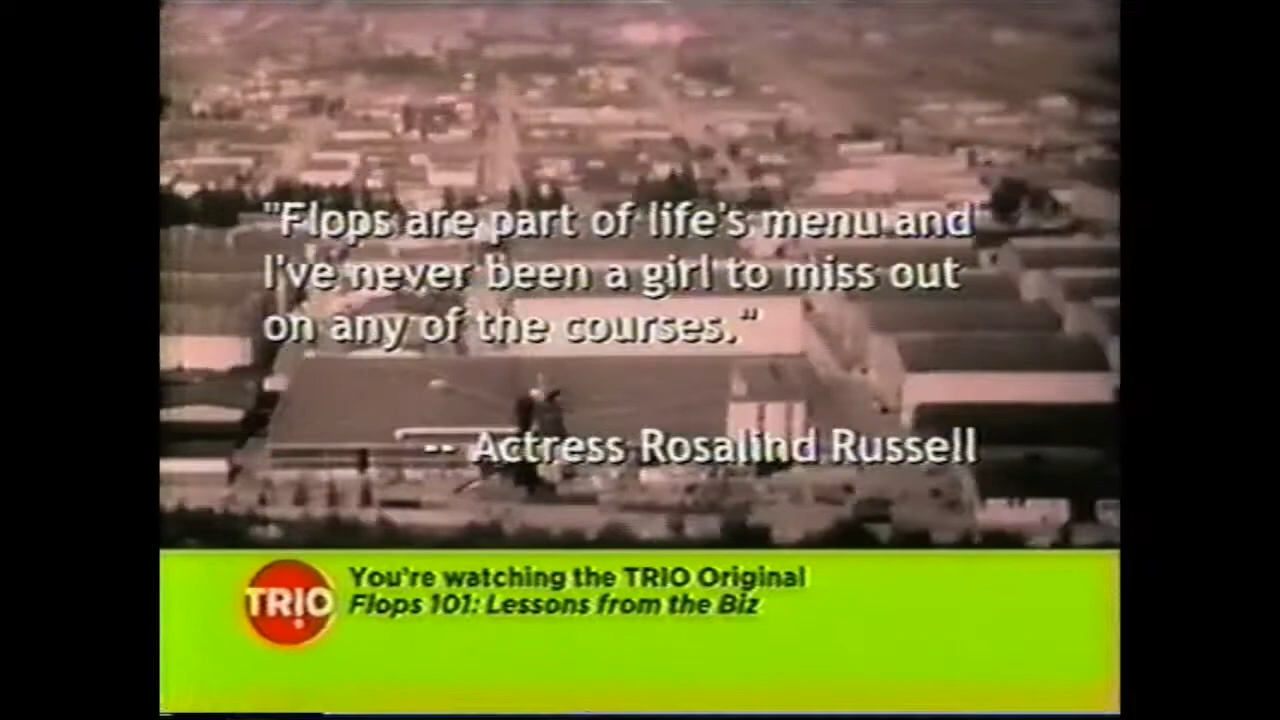 "Flops are part of life's menu and
I've never been a girl to miss out
on any of the courses."
-- Actress Rosalind Russell
TRIO
You're watching the TRIO Original
Flops 101: Lessons from the Biz